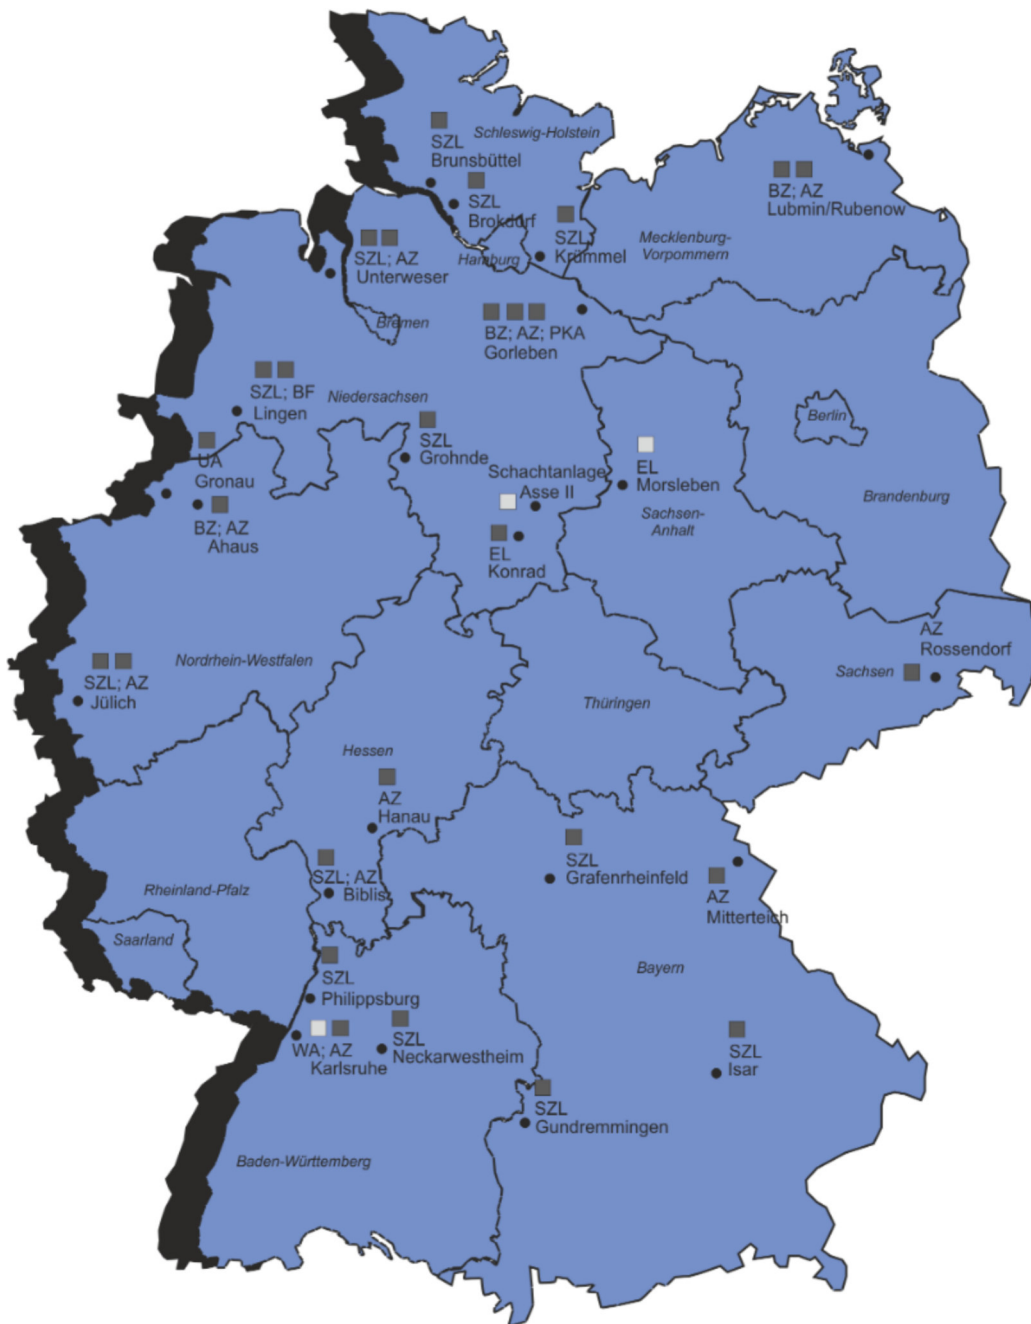 SZL
Brunsbüttel
Schleswig-Holstein
SZL
Brokdorf
BZ; AZ
Lubmin/Rubenow
SZL
Krümmel
Mecklenburg-
Vorpommern
SZL; AZ
Unterweser
Hamburg
Bremen
BZ; AZ; PKA
Gorleben
SZL; BF
Lingen
Niedersachsen
SZL
Grohnde
Berlin
UA
Gronau
Schachtanlage
Asse II
EL
Morsleben
Brandenburg
BZ; AZ
Ahaus
Sachsen-
Anhalt
EL
Konrad
AZ
Rossendorf
Nordrhein-Westfalen
Sachsen
SZL; AZ
Jülich
Thüringen
Hessen
AZ
Hanau
SZL
Grafenrheinfeld
SZL; AZ
Biblis
Rheinland-Pfalz
AZ
Mitterteich
Saarland
Bayern
SZL
Philippsburg
WA; AZ
Karlsruhe
SZL
Neckarwestheim
SZL
Isar
SZL
Gundremmingen
Baden-Württemberg